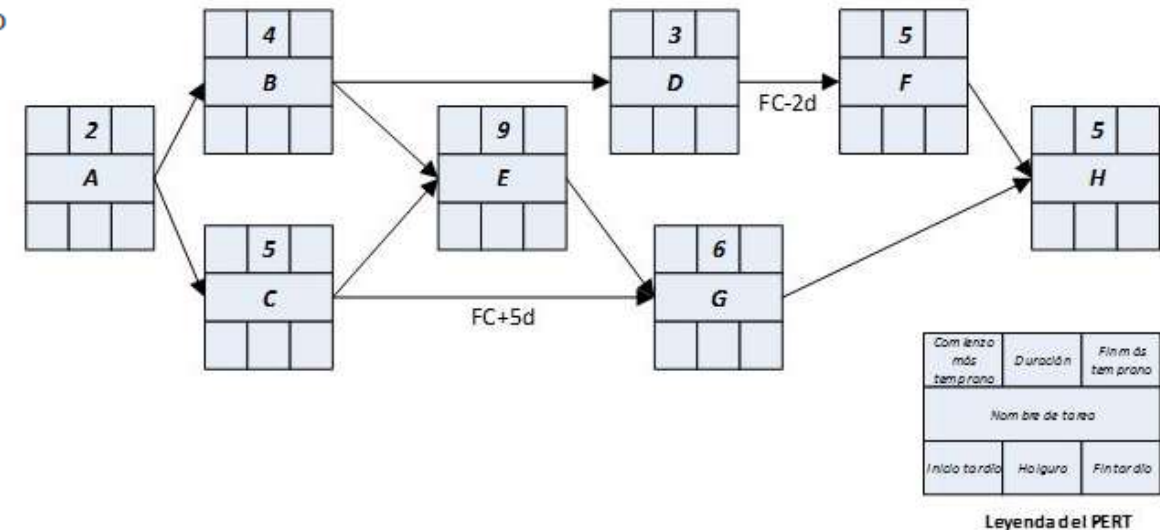 4
B
3
D
5
F
FC-2d
2
A
9
E
5
H
5
C
6
G
FC+5d
Comienzo
más
temprano
Duración
Fin más
temprano
Nombre de tarea
Inicio tardío
Holgura
Fin tardío
Leyenda del PERT